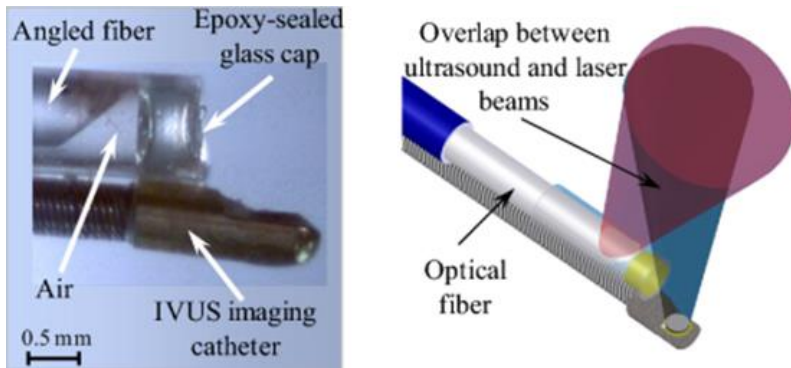 Angled fiber
Epoxy-sealed
glass cap
Air
IVUS imaging
catheter
0.5 mm
Overlap between
ultrasound and laser
beams
Optical
fiber